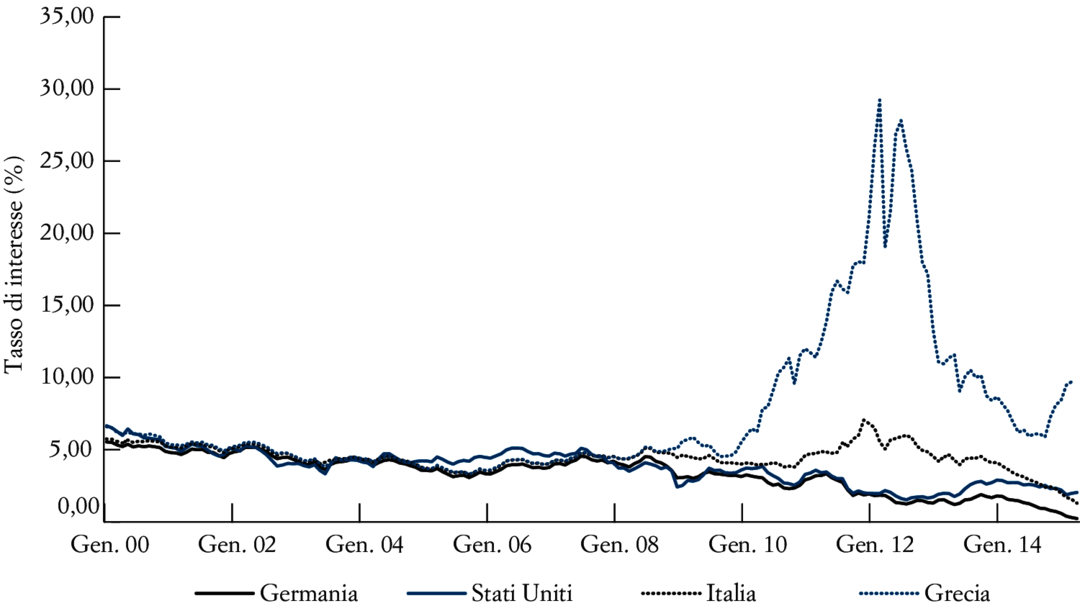 35,00
30,00
25,00
20,00
15,00
10,00
5,00
0,00
Tasso di interesse (%)
Gen. 00 Gen. 02 Gen. 04 Gen. 06 Gen. 08 Gen. 10 Gen. 12 Gen. 14
Germania Stati Uniti Italia Grecia